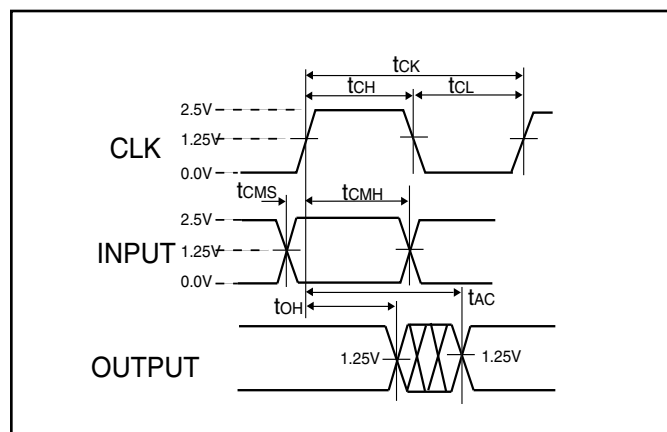 tCK
tCH tCL
2.5V
CLK 1.25V
0.0V
tCMS tCMH
2.5V
INPUT 1.25V
0.0V
tOH tAC
1.25V 1.25V
OUTPUT